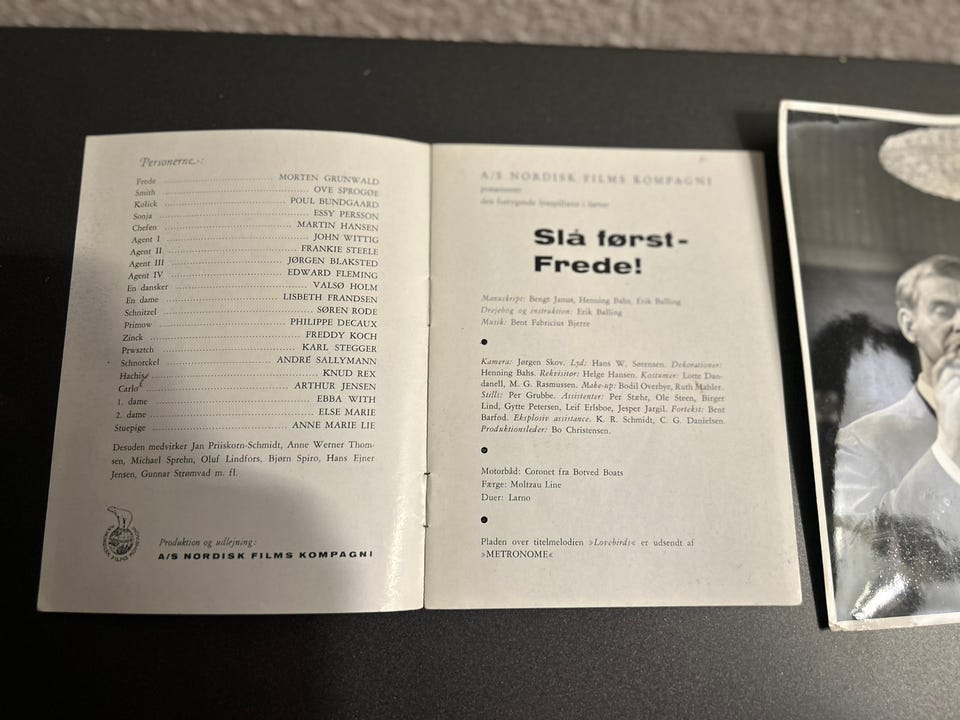 Personerne:
Frede ........ MORTEN GRUNWALD
Smith ........ OVE SPROGØE
Kolick ........ POUL BUNDGAARD
Sonja ........ ESSY PERSSON
Chefen ........ MARTIN HANSEN
Agent I ........ JOHN WITTIG
Agent II ........ FRANKIE STEELE
Agent III ........ JØRGEN BLAKSTED
Agent IV ........ EDWARD FLEMING
En dansker ........ VALSØ HOLM
En dame ........ LISBETH FRANDSEN
Schnitzel ........ SØREN RODE
Primow ........ PHILIPPE DECAUX
Zinck ........ FREDDY KOCH
Prwsztch ........ KARL STEGGER
Schnorckel ........ ANDRÉ SALLYMANN
Hachis ........ KNUD REX
Carlo ........ ARTHUR JENSEN
1. dame ........ EBBA WITH
2. dame ........ ELSE MARIE
Stuepige ........ ANNE MARIE LIE
Desuden medvirker Jan Priiskorn-Schmidt, Anne Werner Thom-
sen, Michael Sprehn, Oluf Lindfors, Bjørn Spiro, Hans Ejner
Jensen, Gunnar Strømvad m. fl.
Produktion og udlejning:
A/S NORDISK FILMS KOMPAGNI
A/S NORDISK FILMS KOMPAGNI
præsenterer
den forrygende lystspilfarce i farver
Slå først-
Frede!
Manuskript: Bengt Janus, Henning Bahs, Erik Balling
Drejebog og instruktion: Erik Balling
Musik: Bent Fabricius Bjerre
Kamera: Jørgen Skov. Lyd: Hans W. Sørensen. Dekorationer:
Henning Bahs. Rekvisitør: Helge Hansen. Kostumer: Lotte Dan-
danell, M. G. Rasmussen. Make-up: Bodil Overbye, Ruth Mahler.
Stills: Per Grubbe. Assistenter: Per Stæhr, Ole Steen, Birger
Lind, Gytte Petersen, Leif Erlsboe, Jesper Jargil. Fortekst: Bent
Barfod. Eksplosiv assistance. K. R. Schmidt, C. G. Danielsen.
Produktionsleder: Bo Christensen.
Motorbåd: Coronet fra Botved Boats
Færge: Moltzau Line
Duer: Larno
Pladen over titelmelodien »Lovebirds« er udsendt af
»METRONOME«